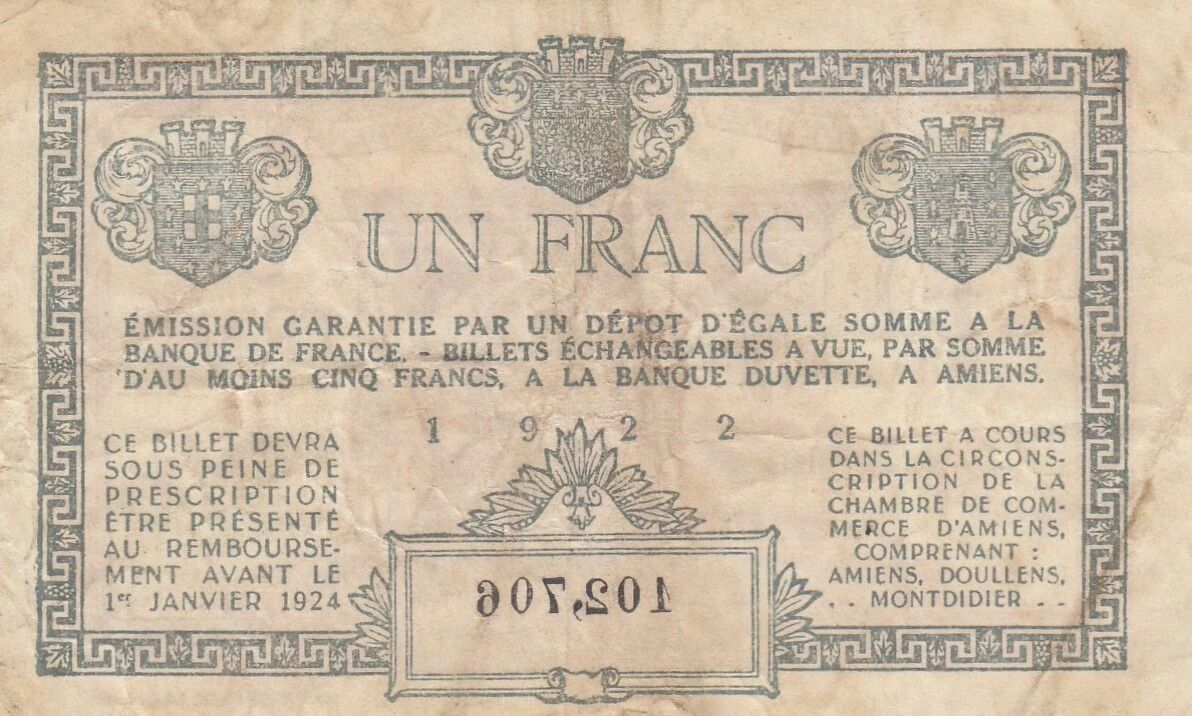 UN FRANC
ÉMISSION GARANTIE PAR UN DÉPOT D'ÉGALE SOMME A LA
BANQUE DE FRANCE. - BILLETS ÉCHANGEABLES A VUE, PAR SOMME
D'AU MOINS CINQ FRANCS, A LA BANQUE DUVETTE, A AMIENS.
1 9 2 2
CE BILLET DEVRA
SOUS PEINE DE
PRESCRIPTION
ÊTRE PRÉSENTÉ
AU REMBOURSE-
MENT AVANT LE
1er JANVIER 1924
CE BILLET A COURS
DANS LA CIRCONS-
CRIPTION DE LA
CHAMBRE DE COM-
MERCE D'AMIENS,
COMPRENANT :
AMIENS, DOULLENS,
. . MONTDIDIER . .
102,706